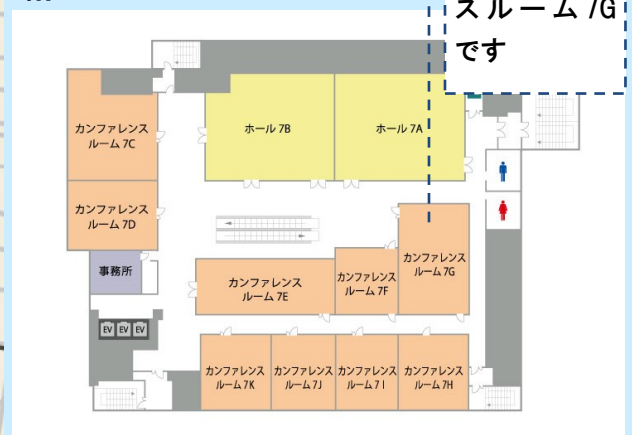 スルーム 7G
です
カンファレンス
ルーム 7C
ホール 7B
ホール 7A
カンファレンス
ルーム 7D
カンファレンス
ルーム 7G
事務所
カンファレンス
ルーム 7E
カンファレンス
ルーム 7F
EV EV EV
カンファレンス
ルーム 7K
カンファレンス
ルーム 7J
カンファレンス
ルーム 7I
カンファレンス
ルーム 7H